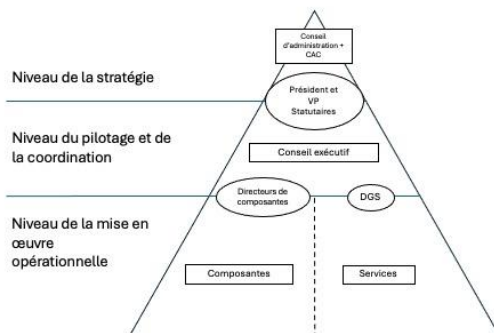 Conseil
d'administration +
CAC
Niveau de la stratégie
Président et
VP
Statutaires
Niveau du pilotage et de
la coordination
Conseil exécutif
Directeurs de
composantes
DGS
Niveau de la mise en
œuvre
opérationnelle
Composantes
Services